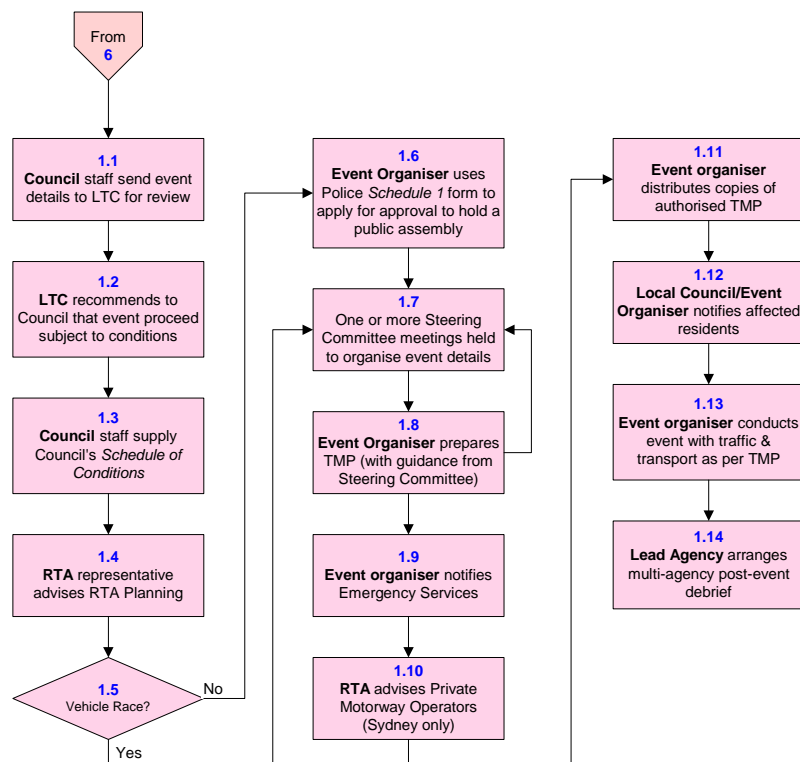 From
6
1.1
Council staff send event
details to LTC for review
1.2
LTC recommends to
Council that event proceed
subject to conditions
1.3
Council staff supply
Council's Schedule of
Conditions
1.4
RTA representative
advises RTA Planning
1.5
Vehicle Race?
No
Yes
1.6
Event Organiser uses
Police Schedule 1 form to
apply for approval to hold a
public assembly
1.7
One or more Steering
Committee meetings held
to organise event details
1.8
Event Organiser prepares
TMP (with guidance from
Steering Committee)
1.9
Event organiser notifies
Emergency Services
1.10
RTA advises Private
Motorway Operators
(Sydney only)
1.11
Event organiser
distributes copies of
authorised TMP
1.12
Local Council/Event
Organiser notifies affected
residents
1.13
Event organiser conducts
event with traffic &
transport as per TMP
1.14
Lead Agency arranges
multi-agency post-event
debrief